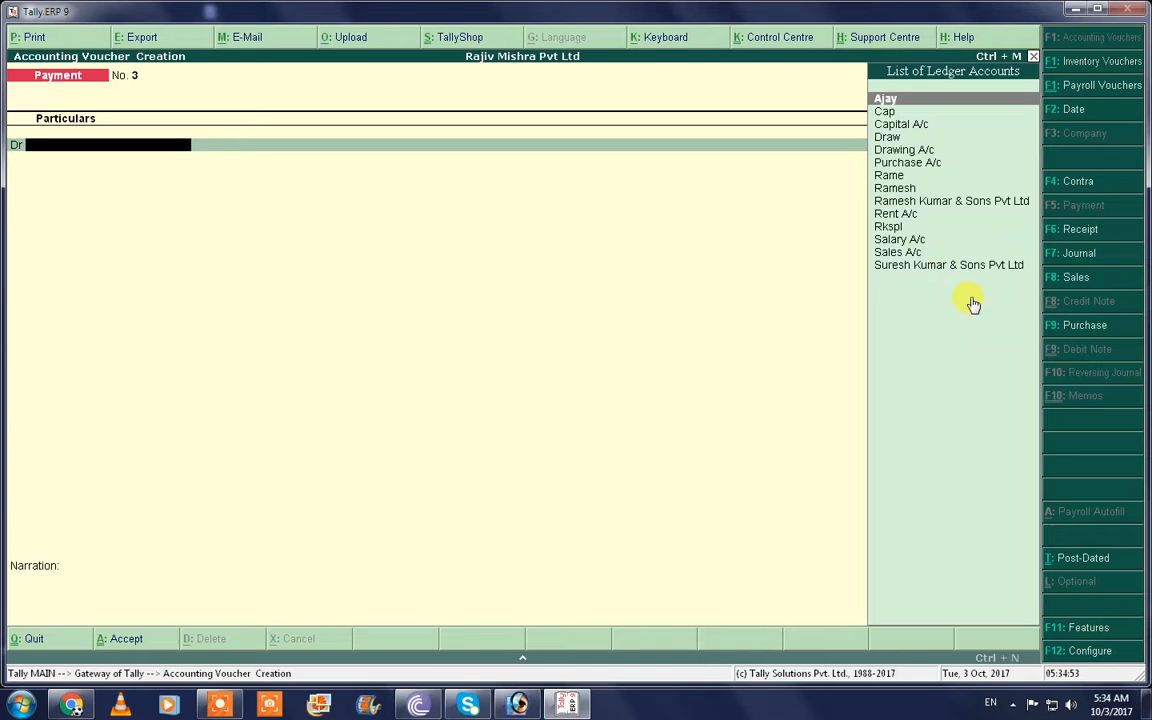 Tally.ERP 9
P: Print E: Export M: E-Mail O: Upload S: TallyShop G: Language K: Keyboard K: Control Centre H: Support Centre H: Help
Accounting Voucher Creation Rajiv Mishra Pvt Ltd Ctrl + M
Payment No. 3
Particulars
Dr
Narration:
List of Ledger Accounts
Ajay
Cap
Capital A/c
Draw
Drawing A/c
Purchase A/c
Rame
Ramesh
Ramesh Kumar & Sons Pvt Ltd
Rent A/c
Rkspl
Salary A/c
Sales A/c
Suresh Kumar & Sons Pvt Ltd
F1: Accounting Vouchers
F1: Inventory Vouchers
F1: Payroll Vouchers
F2: Date
F3: Company
F4: Contra
F5: Payment
F6: Receipt
F7: Journal
F8: Sales
F8: Credit Note
F9: Purchase
F9: Debit Note
F10: Reversing Journal
F10: Memos
A: Payroll Autofill
T: Post-Dated
L: Optional
F11: Features
F12: Configure
Q: Quit A: Accept D: Delete X: Cancel
Ctrl + N
Tally MAIN --> Gateway of Tally --> Accounting Voucher Creation (c) Tally Solutions Pvt. Ltd., 1988-2017 Tue, 3 Oct, 2017 05:34:53
EN 5:34 AM
10/3/2017